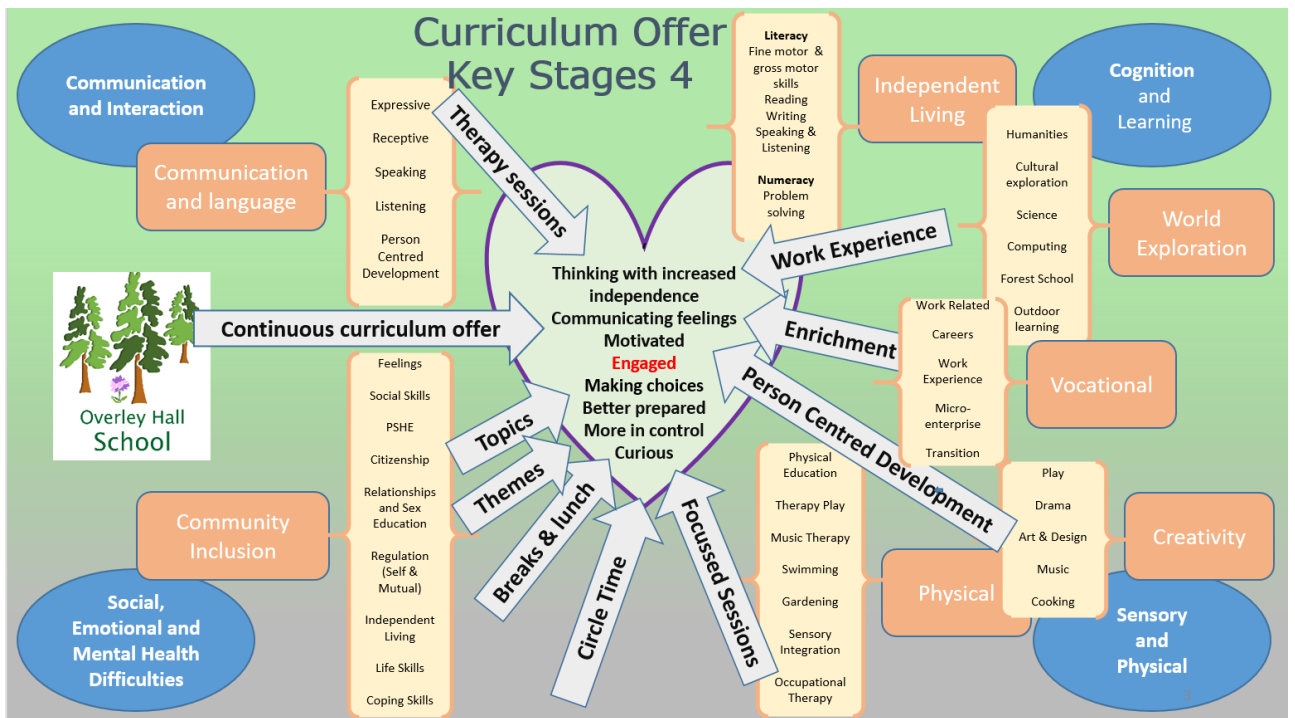 Curriculum Offer
Key Stages 4
Communication
and Interaction
Communication
and language
Expressive
Receptive
Speaking
Listening
Person
Centred
Development
Therapy sessions
Literacy
Fine motor &
gross motor
skills
Reading
Writing
Speaking &
Listening
Numeracy
Problem
solving
Independent
Living
Cognition
and
Learning
Humanities
Cultural
exploration
Science
Computing
Forest School
Outdoor
learning
World
Exploration
Work Experience
Overley Hall
School
Continuous curriculum offer
Thinking with increased
independence
Communicating feelings
Motivated
Engaged
Making choices
Better prepared
More in control
Curious
Enrichment
Work Related
Careers
Work
Experience
Micro-
enterprise
Transition
Vocational
Person Centred Development
Feelings
Social Skills
PSHE
Citizenship
Relationships
and Sex
Education
Regulation
(Self &
Mutual)
Independent
Living
Life Skills
Coping Skills
Topics
Themes
Breaks & lunch
Circle Time
Focussed Sessions
Community
Inclusion
Social,
Emotional and
Mental Health
Difficulties
Physical
Education
Therapy Play
Music Therapy
Swimming
Gardening
Sensory
Integration
Occupational
Therapy
Physical
Play
Drama
Art & Design
Music
Cooking
Creativity
Sensory
and
Physical